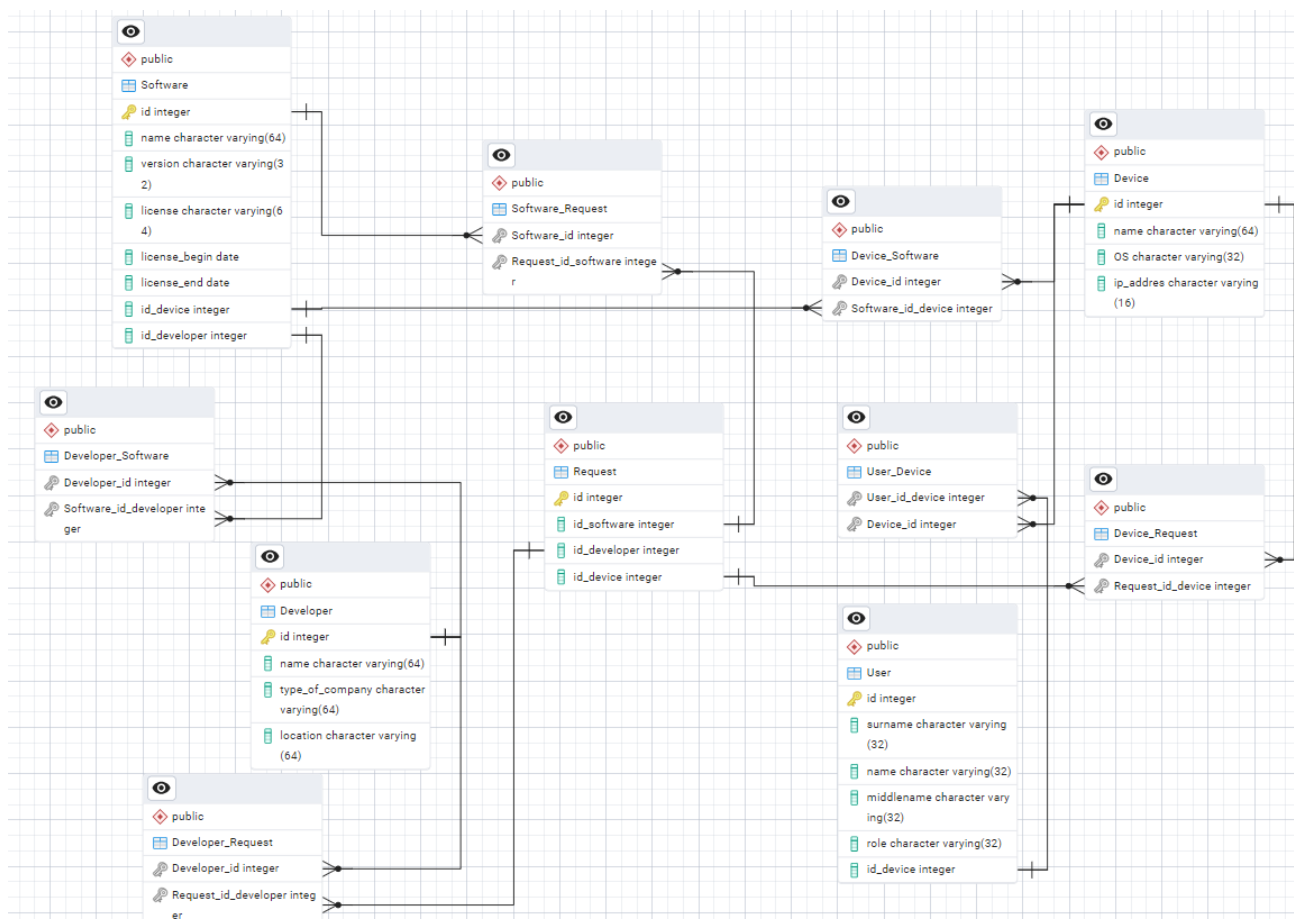 public
Software
id integer
name character varying(64)
version character varying(3
2)
license character varying(6
4)
license_begin date
license_end date
id_device integer
id_developer integer
public
Software_Request
Software_id integer
Request_id_software intege
r
public
Device_Software
Device_id integer
Software_id_device integer
public
Device
id integer
name character varying(64)
OS character varying(32)
ip_addres character varying
(16)
public
Developer_Software
Developer_id integer
Software_id_developer inte
ger
public
Request
id integer
id_software integer
id_developer integer
id_device integer
public
User_Device
User_id_device integer
Device_id integer
public
Device_Request
Device_id integer
Request_id_device integer
public
Developer
id integer
name character varying(64)
type_of_company character
varying(64)
location character varying
(64)
public
User
id integer
surname character varying
(32)
name character varying(32)
middlename character vary
ing(32)
role character varying(32)
id_device integer
public
Developer_Request
Developer_id integer
Request_id_developer integ
er